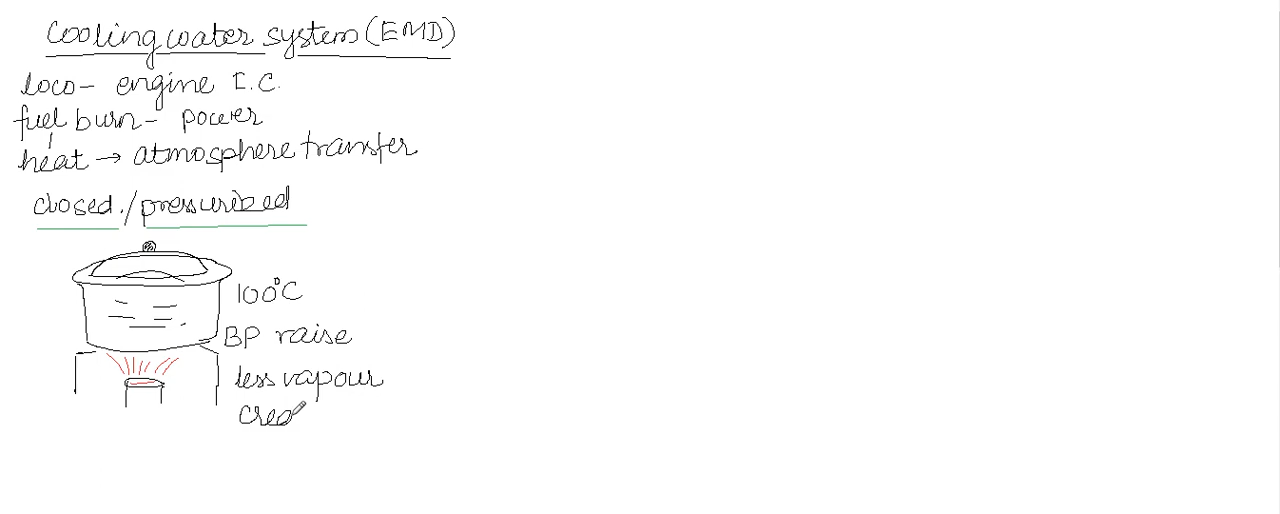 Cooling water system (EMD)
loco- engine I.C.
fuel burn- power
heat → atmosphere transfer
closed./pressurized
100°C
BP raise
less vapour
crea